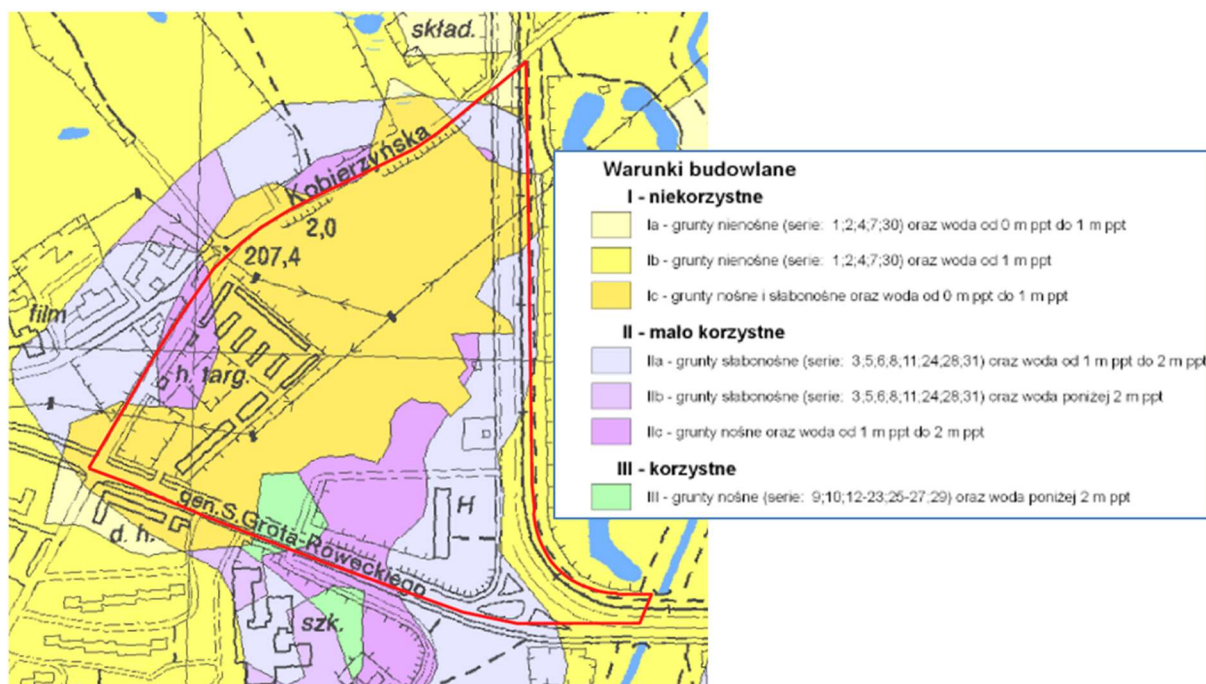 skład.
Kobierzyńska
2,0
207,4
film
h. targ.
H
gen.S.Grota-Roweckiego
d. h.
szk.
Warunki budowlane
I - niekorzystne
Ia - grunty nienośne (serie: 1;2;4;7;30) oraz woda od 0 m ppt do 1 m ppt
Ib - grunty nienośne (serie: 1;2;4;7;30) oraz woda od 1 m ppt
Ic - grunty nośne i słabonośne oraz woda od 0 m ppt do 1 m ppt
II - mało korzystne
IIa - grunty słabonośne (serie: 3,5,6,8,11,24,28,31) oraz woda od 1 m ppt do 2 m ppt
IIb - grunty słabonośne (serie: 3,5,6,8,11,24,28,31) oraz woda poniżej 2 m ppt
IIc - grunty nośne oraz woda od 1 m ppt do 2 m ppt
III - korzystne
III - grunty nośne (serie: 9;10;12-23;25-27;29) oraz woda poniżej 2 m ppt